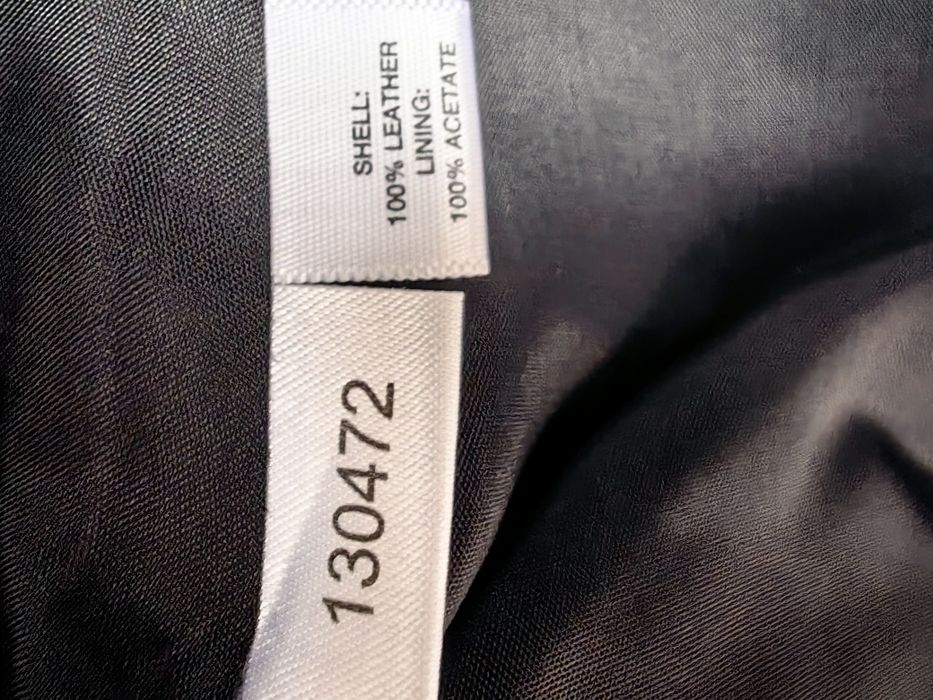 SHELL:
100% LEATHER
LINING:
100% ACETATE
130472